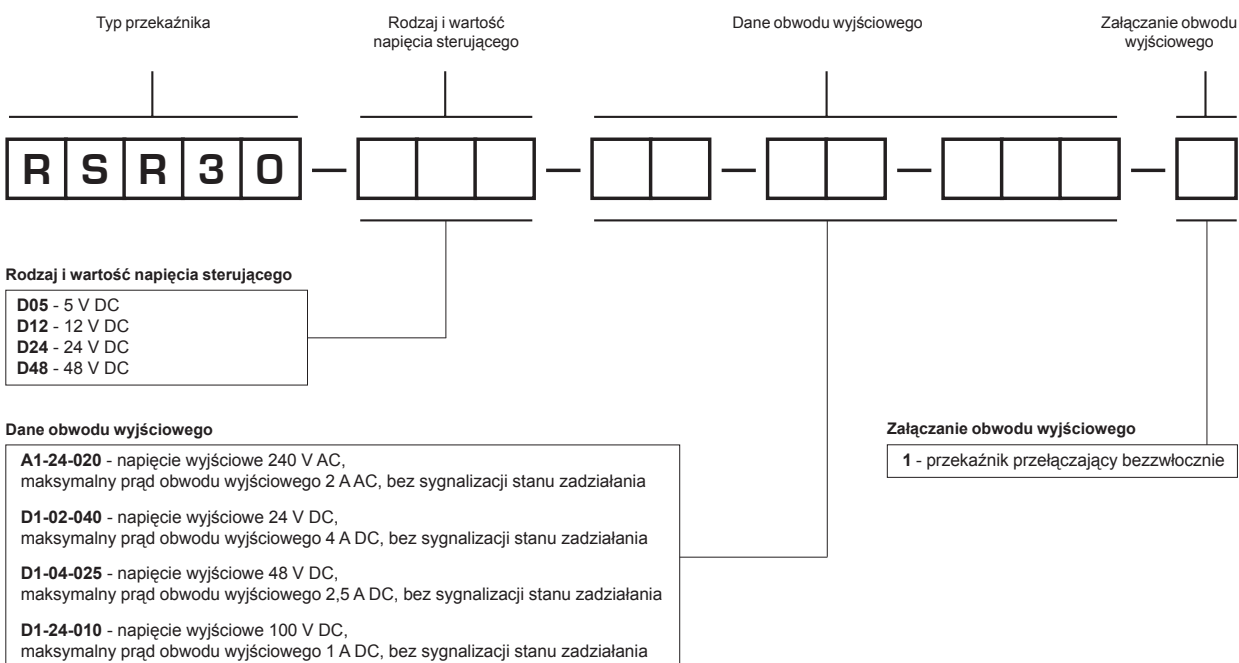 Typ przekaźnika
Rodzaj i wartość
napięcia sterującego
Dane obwodu wyjściowego
Załączanie obwodu
wyjściowego
RSR30 — — — — —
Rodzaj i wartość napięcia sterującego
D05 - 5 V DC
D12 - 12 V DC
D24 - 24 V DC
D48 - 48 V DC
Dane obwodu wyjściowego
A1-24-020 - napięcie wyjściowe 240 V AC,
maksymalny prąd obwodu wyjściowego 2 A AC, bez sygnalizacji stanu zadziałania
D1-02-040 - napięcie wyjściowe 24 V DC,
maksymalny prąd obwodu wyjściowego 4 A DC, bez sygnalizacji stanu zadziałania
D1-04-025 - napięcie wyjściowe 48 V DC,
maksymalny prąd obwodu wyjściowego 2,5 A DC, bez sygnalizacji stanu zadziałania
D1-24-010 - napięcie wyjściowe 100 V DC,
maksymalny prąd obwodu wyjściowego 1 A DC, bez sygnalizacji stanu zadziałania
Załączanie obwodu wyjściowego
1 - przekaźnik przełączający bezzwłocznie